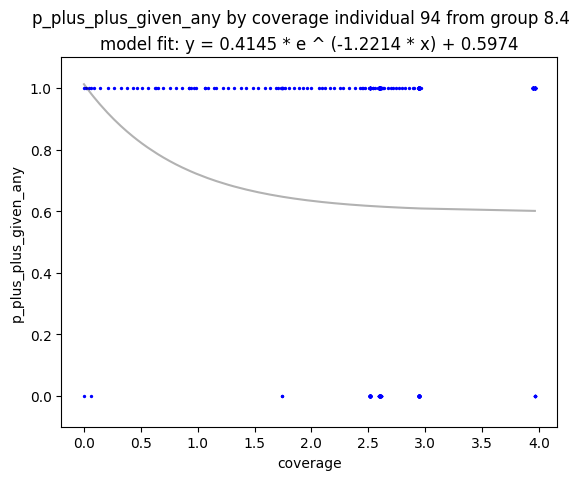 p_plus_plus_given_any by coverage individual 94 from group 8.4
model fit: y = 0.4145 * e ^ (-1.2214 * x) + 0.5974
1.0
0.8
0.6
0.4
0.2
0.0
p_plus_plus_given_any
0.0 0.5 1.0 1.5 2.0 2.5 3.0 3.5 4.0
coverage